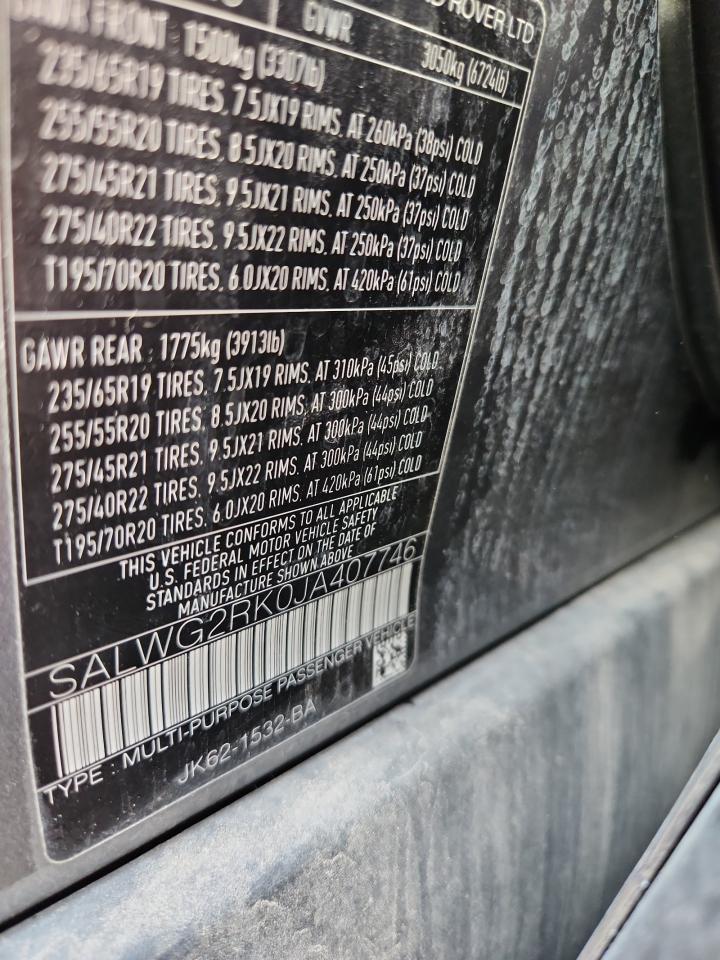 ROVER LTD
GVWR 3050kg (6724lb)
GAWR FRONT : 1500kg (3307lb)
235/65R19 TIRES, 7.5JX19 RIMS, AT 260kPa (38psi) COLD
255/55R20 TIRES, 8.5JX20 RIMS, AT 250kPa (37psi) COLD
275/45R21 TIRES, 9.5JX21 RIMS, AT 250kPa (37psi) COLD
275/40R22 TIRES, 9.5JX22 RIMS, AT 250kPa (37psi) COLD
T195/70R20 TIRES, 6.0JX20 RIMS, AT 420kPa (61psi) COLD
GAWR REAR : 1775kg (3913lb)
235/65R19 TIRES, 7.5JX19 RIMS, AT 310kPa (45psi) COLD
255/55R20 TIRES, 8.5JX20 RIMS, AT 300kPa (44psi) COLD
275/45R21 TIRES, 9.5JX21 RIMS, AT 300kPa (44psi) COLD
275/40R22 TIRES, 9.5JX22 RIMS, AT 300kPa (44psi) COLD
T195/70R20 TIRES, 6.0JX20 RIMS, AT 420kPa (61psi) COLD
THIS VEHICLE CONFORMS TO ALL APPLICABLE
U.S. FEDERAL MOTOR VEHICLE SAFETY
STANDARDS IN EFFECT ON THE DATE OF
MANUFACTURE SHOWN ABOVE
SALWG2RK0JA407746
TYPE : MULTI-PURPOSE PASSENGER VEHICLE
JK62-1532-BA